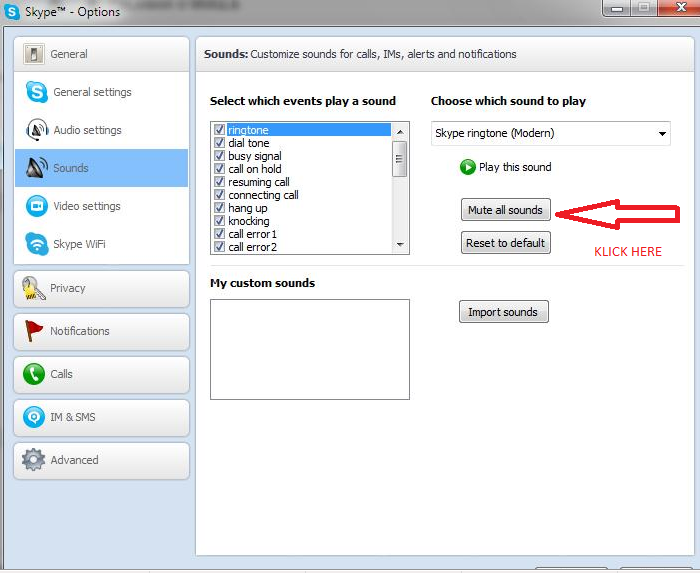 Skype™ - Options
General
General settings
Audio settings
Sounds
Video settings
Skype WiFi
Privacy
Notifications
Calls
IM & SMS
Advanced
Sounds: Customize sounds for calls, IMs, alerts and notifications
Select which events play a sound
ringtone
dial tone
busy signal
call on hold
resuming call
connecting call
hang up
knocking
call error1
call error2
Choose which sound to play
Skype ringtone (Modern)
Play this sound
Mute all sounds
Reset to default
KLICK HERE
My custom sounds
Import sounds